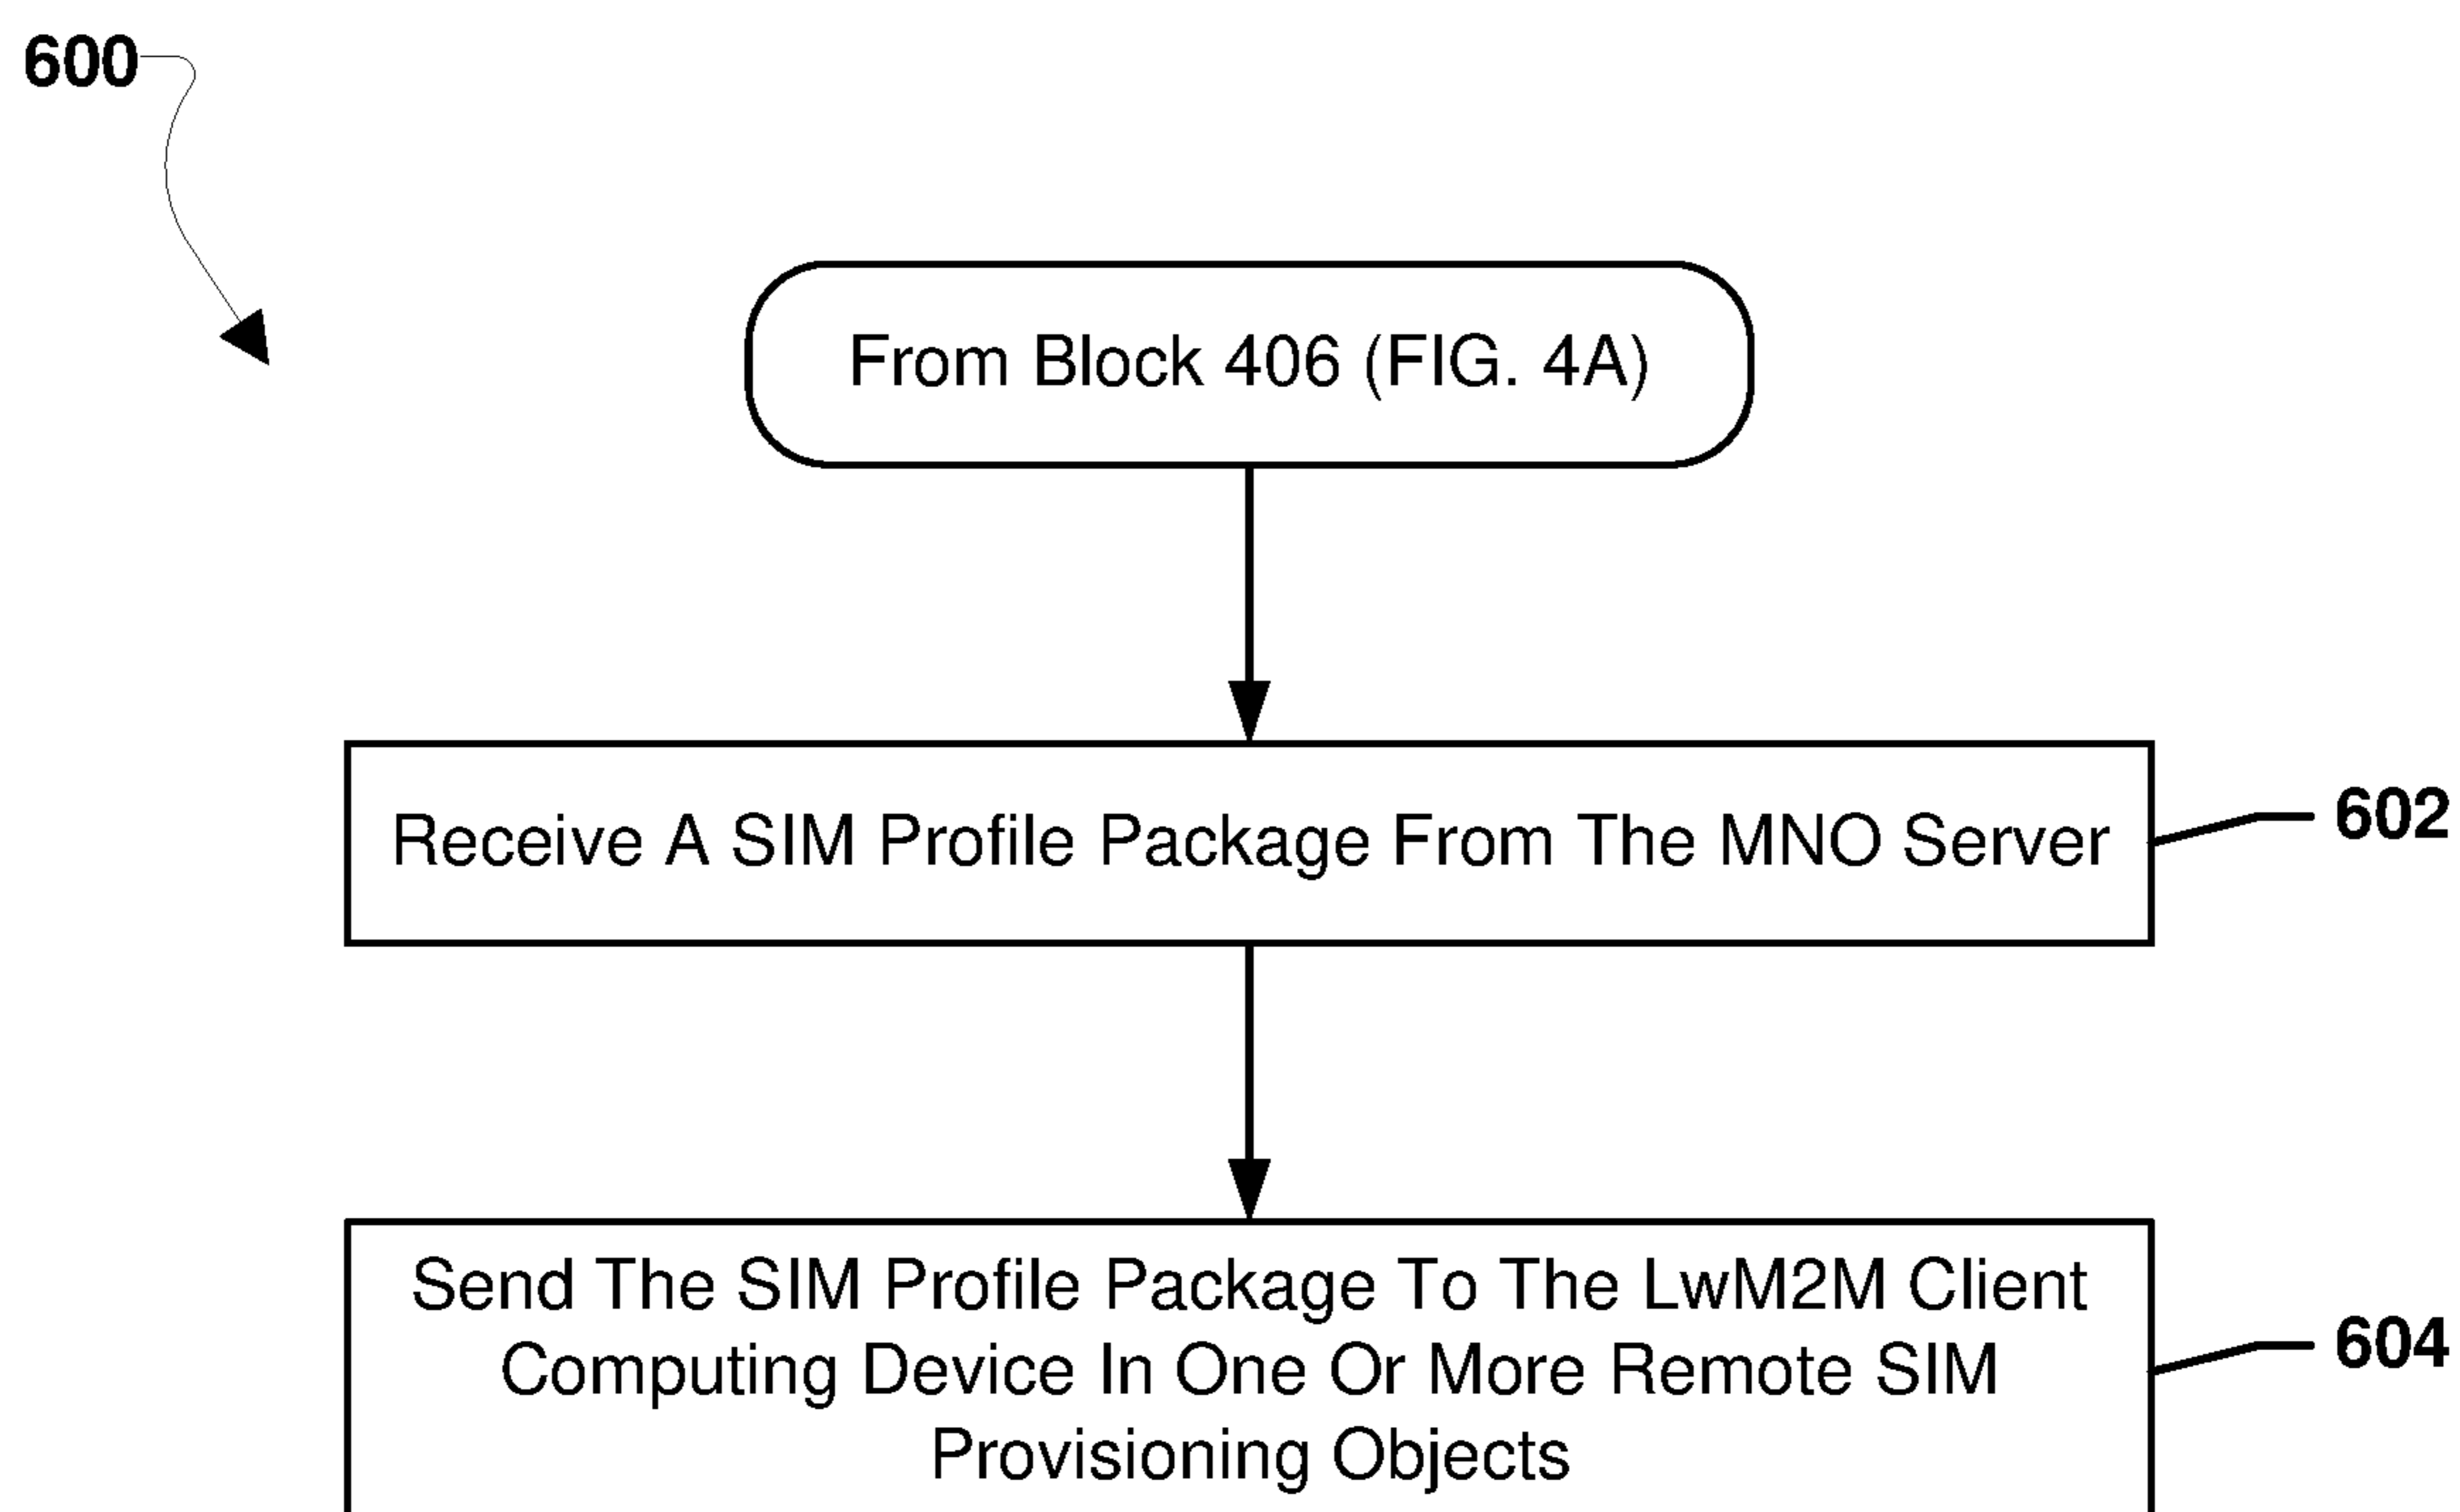 600
From Block 406 (FIG. 4A)
Receive A SIM Profile Package From The MNO Server
602
Send The SIM Profile Package To The LwM2M Client
Computing Device In One Or More Remote SIM
Provisioning Objects
604